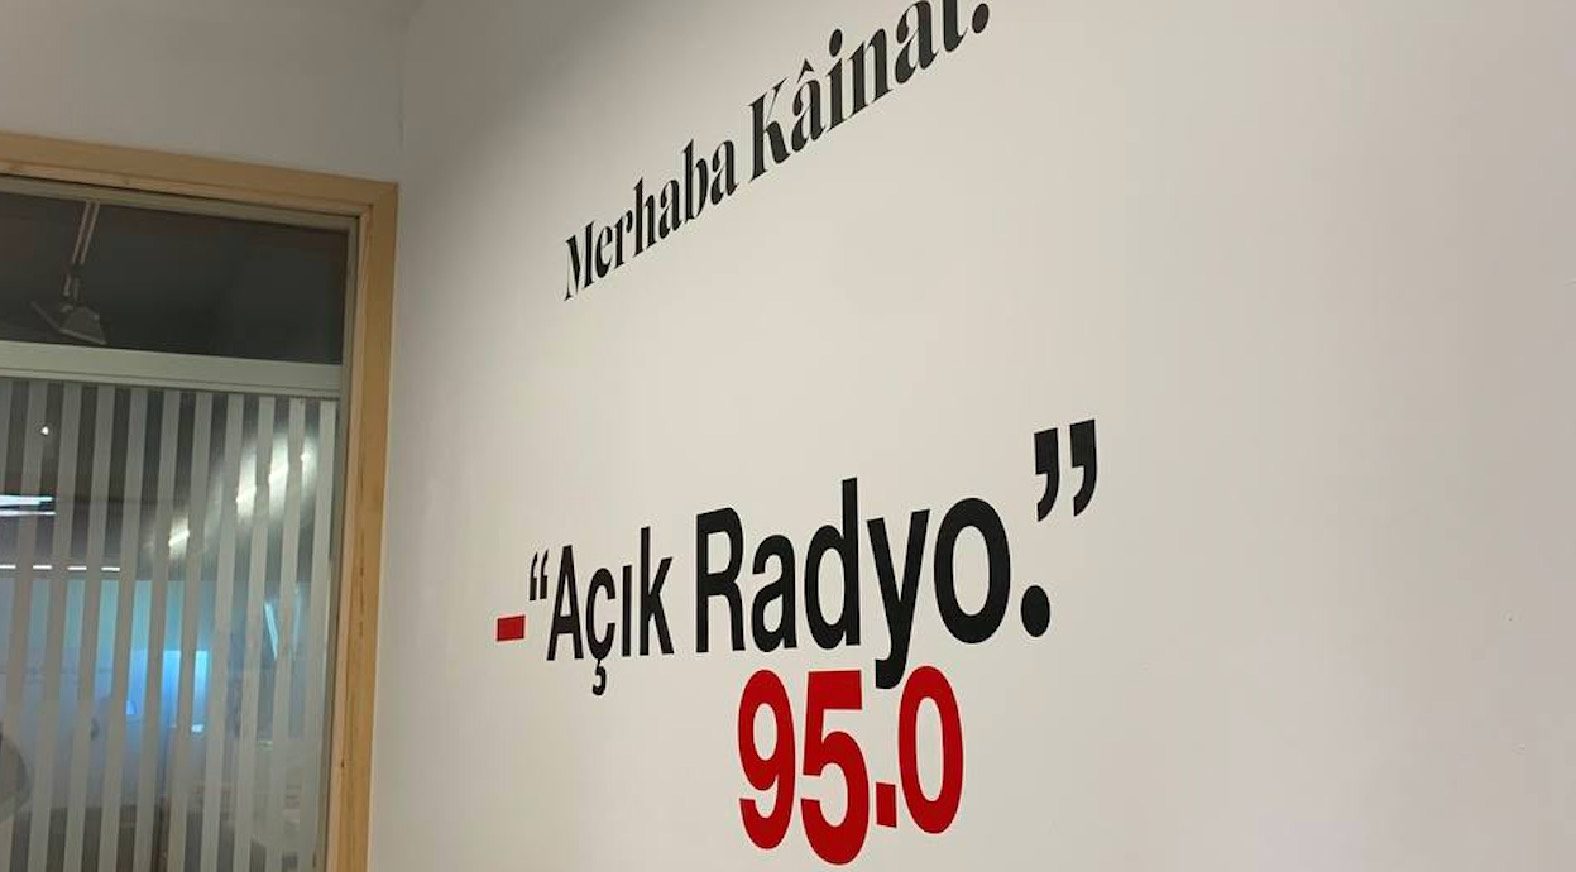 Merhaba Kâinat.
-“Açık Radyo.”
95.0